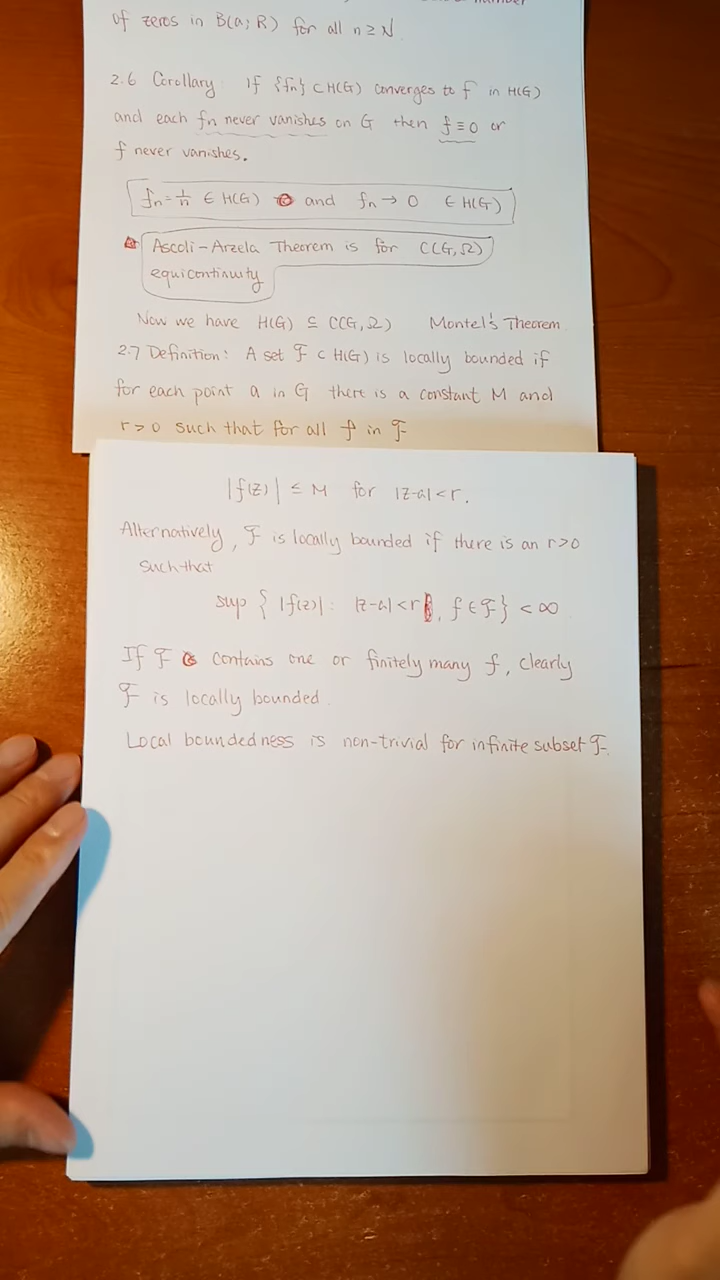 number
of zeros in B(a; R) for all n ≥ N
2.6 Corollary If {fn} ⊂ H(G) converges to f in H(G)
and each fn never vanishes on G then f ≡ 0 or
f never vanishes.
fn = 1/n ∈ H(G) and fn → 0 ∈ H(G)
Ascoli-Arzela Theorem is for C(G,Ω)
equicontinuity
Now we have H(G) ⊆ C(G,Ω) Montel's Theorem
2.7 Definition: A set F ⊂ H(G) is locally bounded if
for each point a in G there is a constant M and
r > 0 such that for all f in F
|f(z)| ≤ M for |z-a| < r.
Alternatively, F is locally bounded if there is an r > 0
such that
sup { |f(z)| : |z-a| < r, f ∈ F } < ∞
If F contains one or finitely many f, clearly
F is locally bounded.
Local boundedness is non-trivial for infinite subset F.